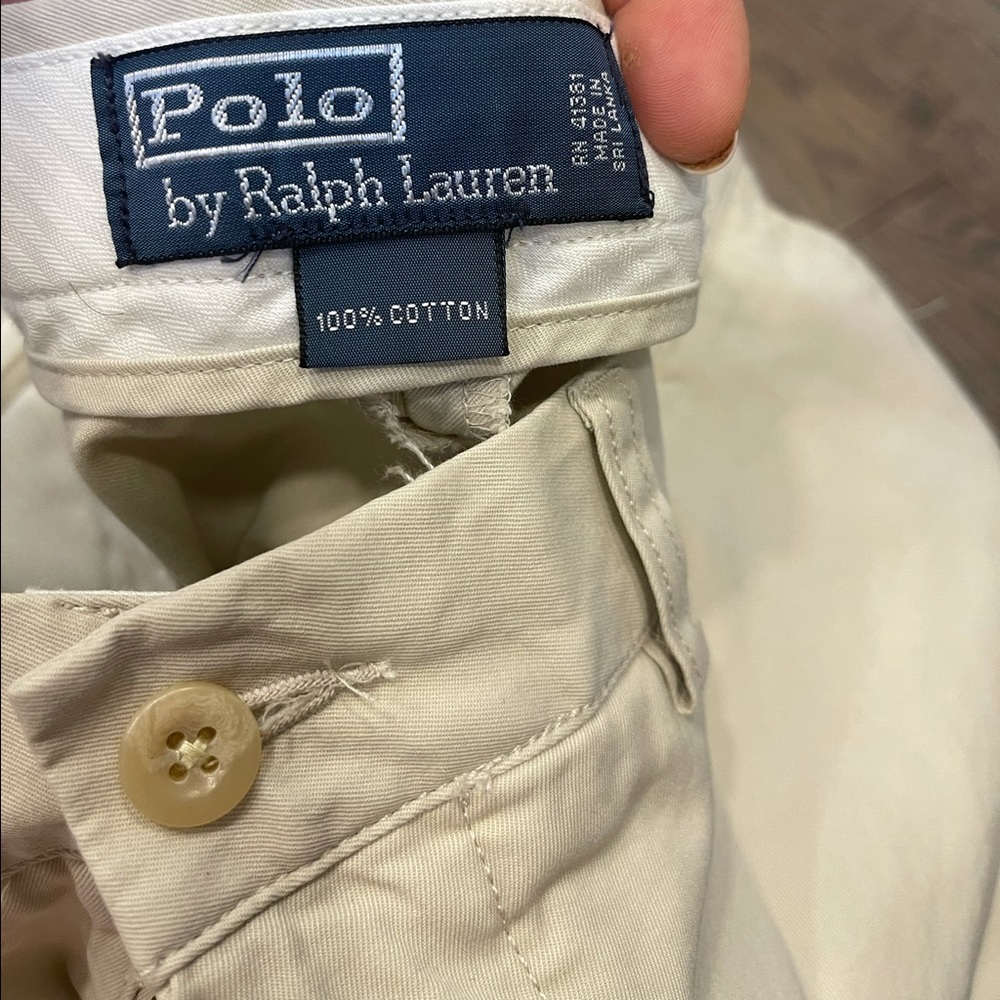 Polo
by Ralph Lauren
RN 41381
MADE IN
SRI LANKA
100% COTTON